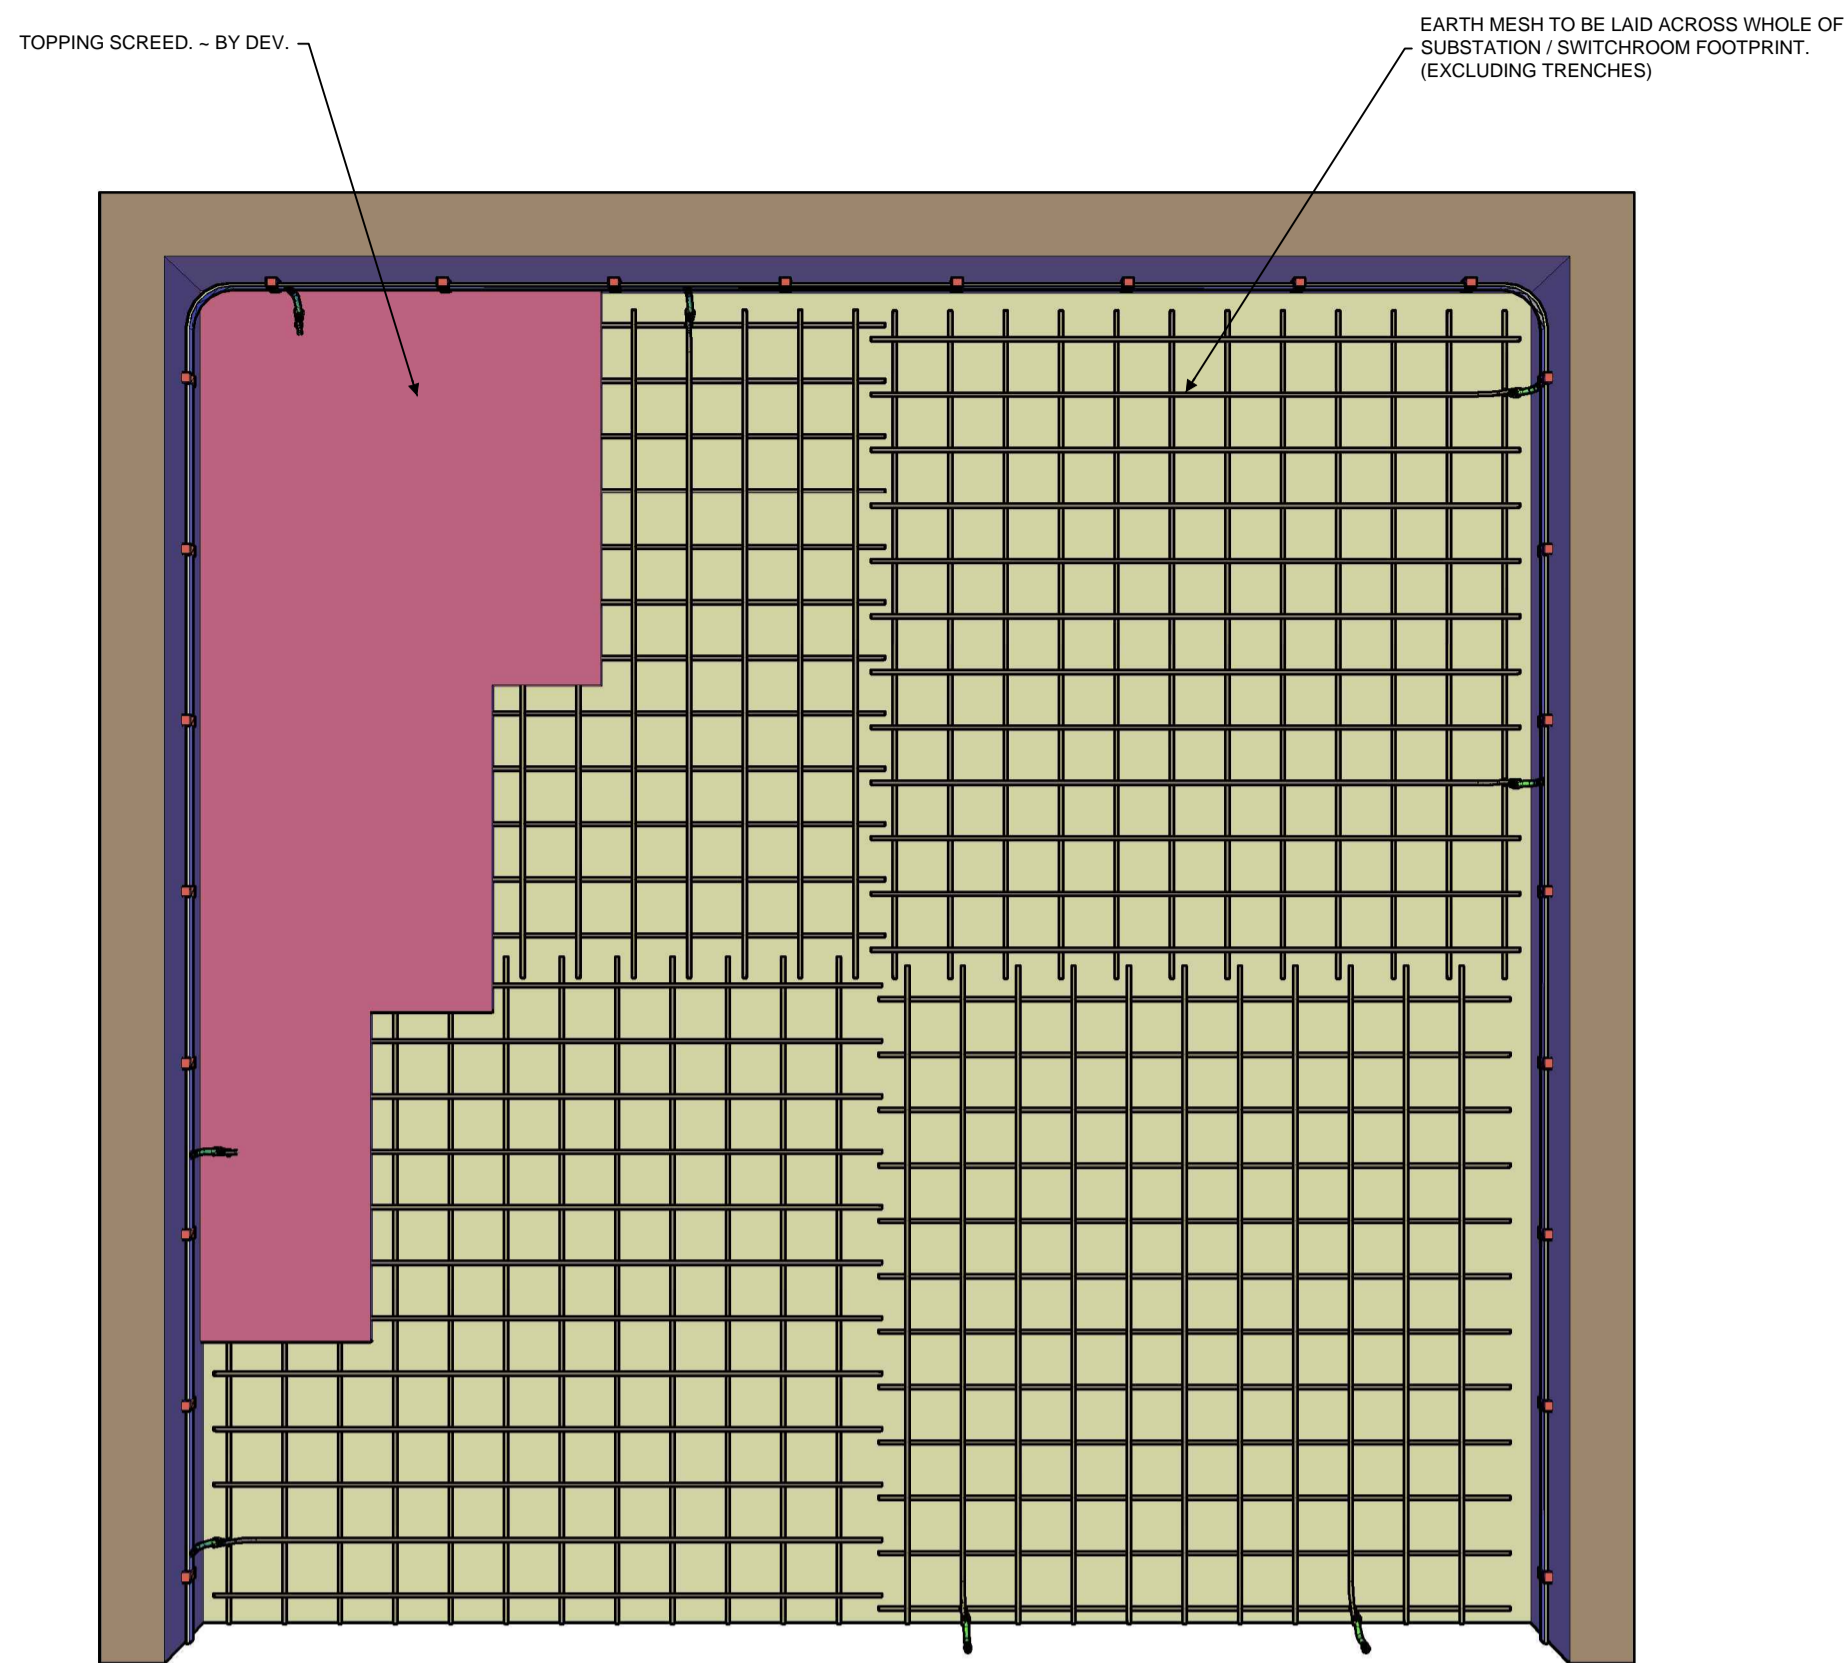 TOPPING SCREED. ~ BY DEV.
EARTH MESH TO BE LAID ACROSS WHOLE OF
SUBSTATION / SWITCHROOM FOOTPRINT.
(EXCLUDING TRENCHES)